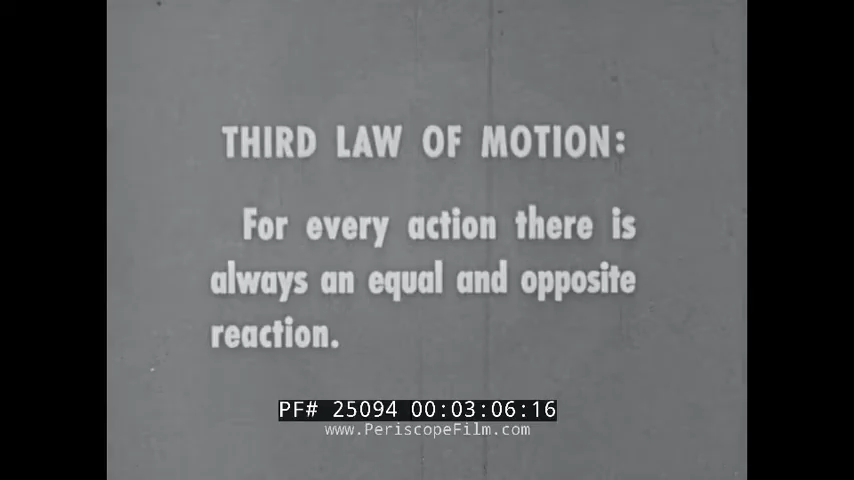 THIRD LAW OF MOTION:
For every action there is
always an equal and opposite
reaction.
PF# 25094 00:03:06:16
www.PeriscopeFilm.com